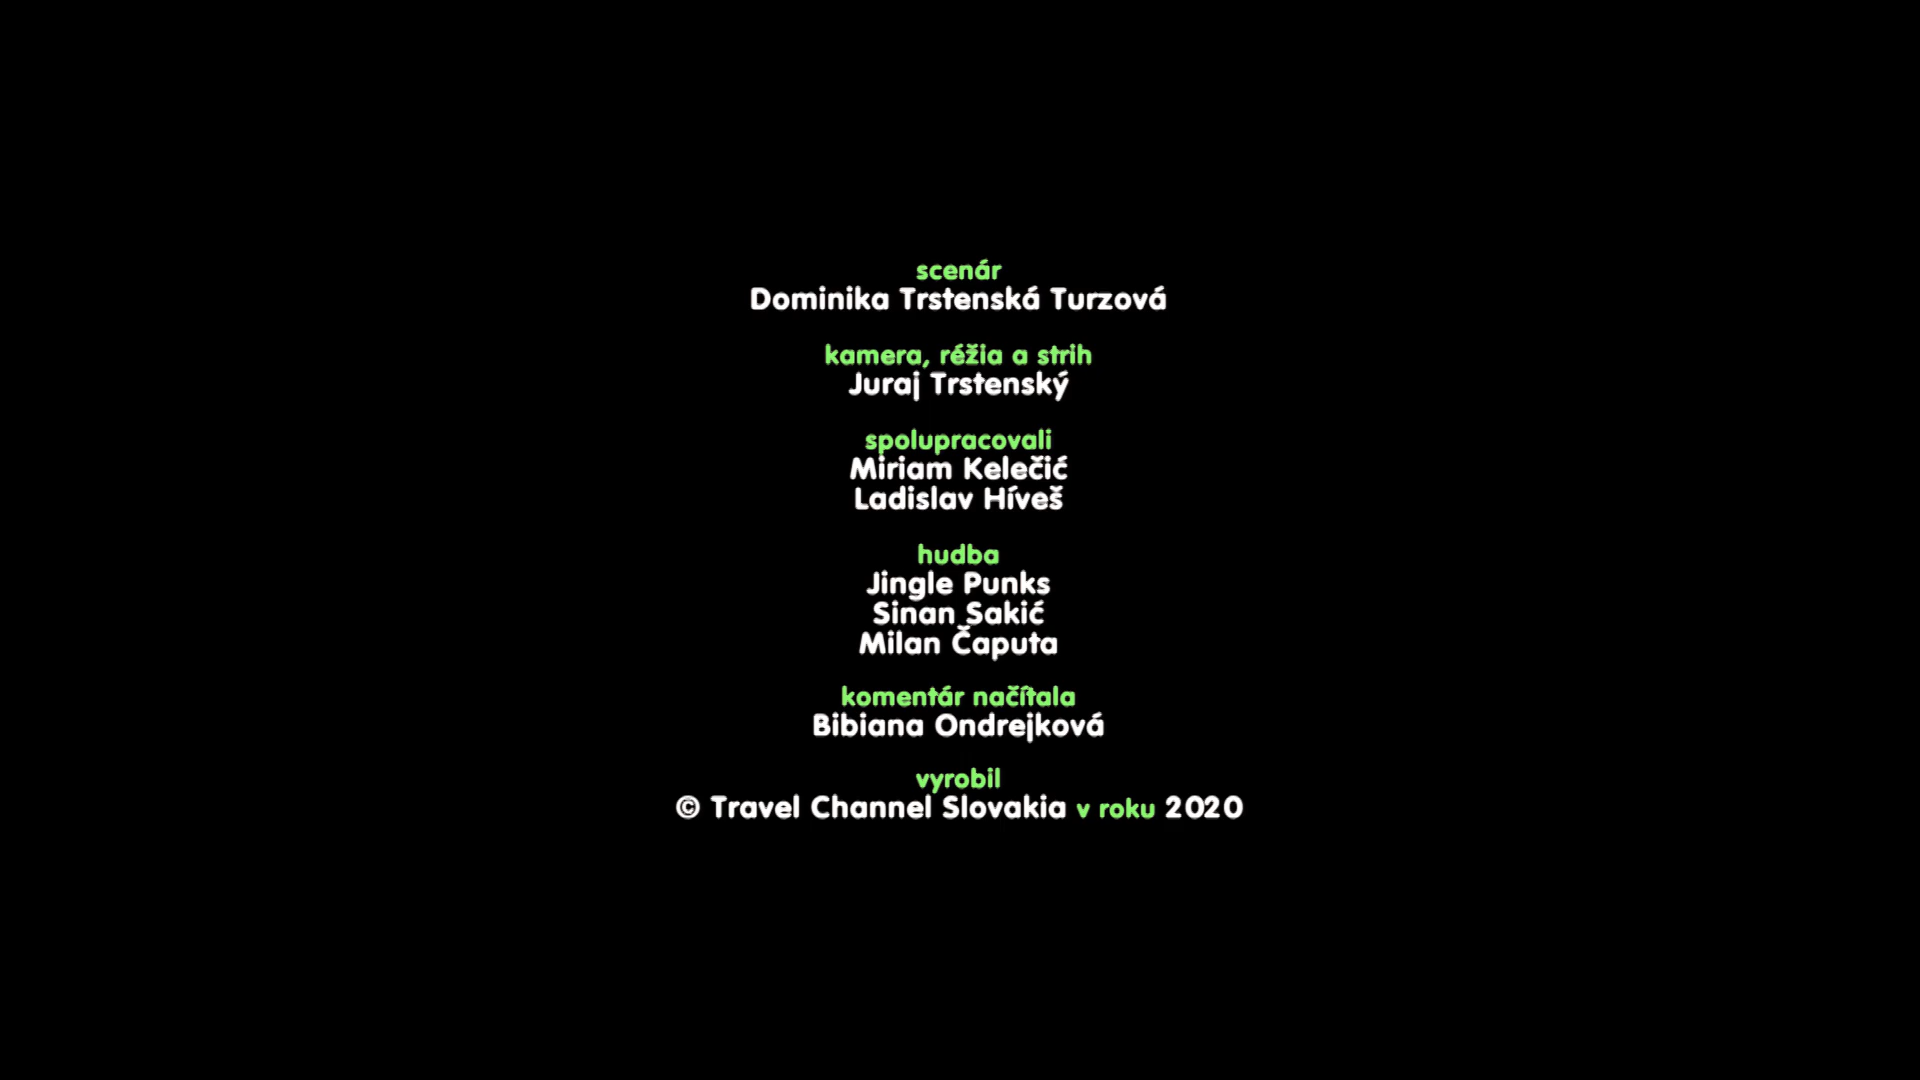 scenár
Dominika Trstenská Turzová
kamera, réžia a strih
Juraj Trstenský
spolupracovali
Miriam Kelečić
Ladislav Híveš
hudba
Jingle Punks
Sinan Sakić
Milan Čaputa
komentár načítala
Bibiana Ondrejková
vyrobil
© Travel Channel Slovakia v roku 2020